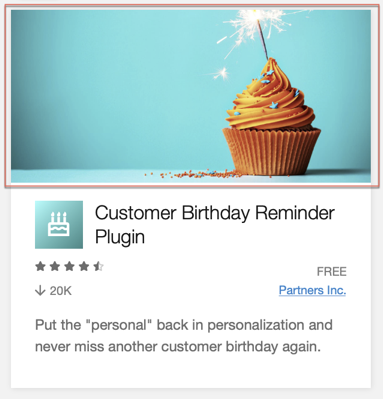 Customer Birthday Reminder
Plugin
FREE
20K
Partners Inc.
Put the "personal" back in personalization and
never miss another customer birthday again.